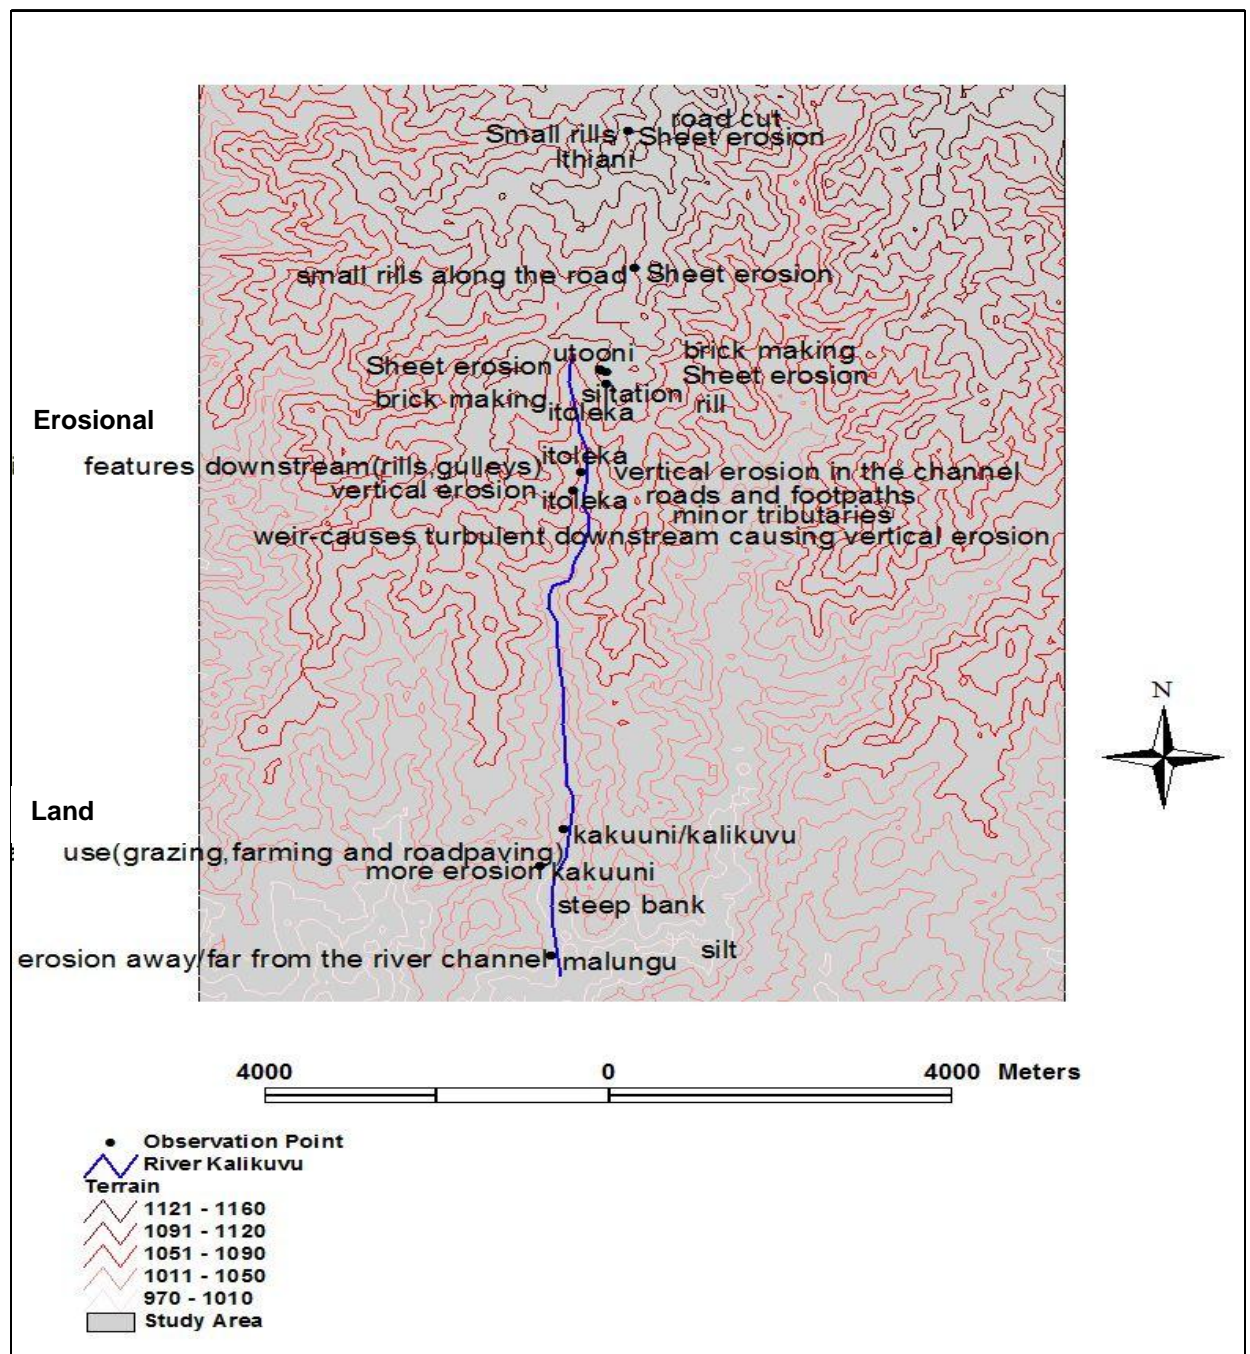 road cut
Small rills Sheet erosion
Ithiani
small rills along the road Sheet erosion
utooni brick making
Sheet erosion Sheet erosion
brick making siltation rill
itoleka
Erosional
itoleka
features downstream(rills,gulleys) vertical erosion in the channel
vertical erosion itoleka roads and footpaths
minor tributaries
weir-causes turbulent downstream causing vertical erosion
N
Land
kakuuni/kalikuvu
use(grazing,farming and roadpaving)
more erosion kakuuni
steep bank
erosion away/far from the river channel malungu silt
4000 0 4000 Meters
Observation Point
River Kalikuvu
Terrain
1121 - 1160
1091 - 1120
1051 - 1090
1011 - 1050
970 - 1010
Study Area